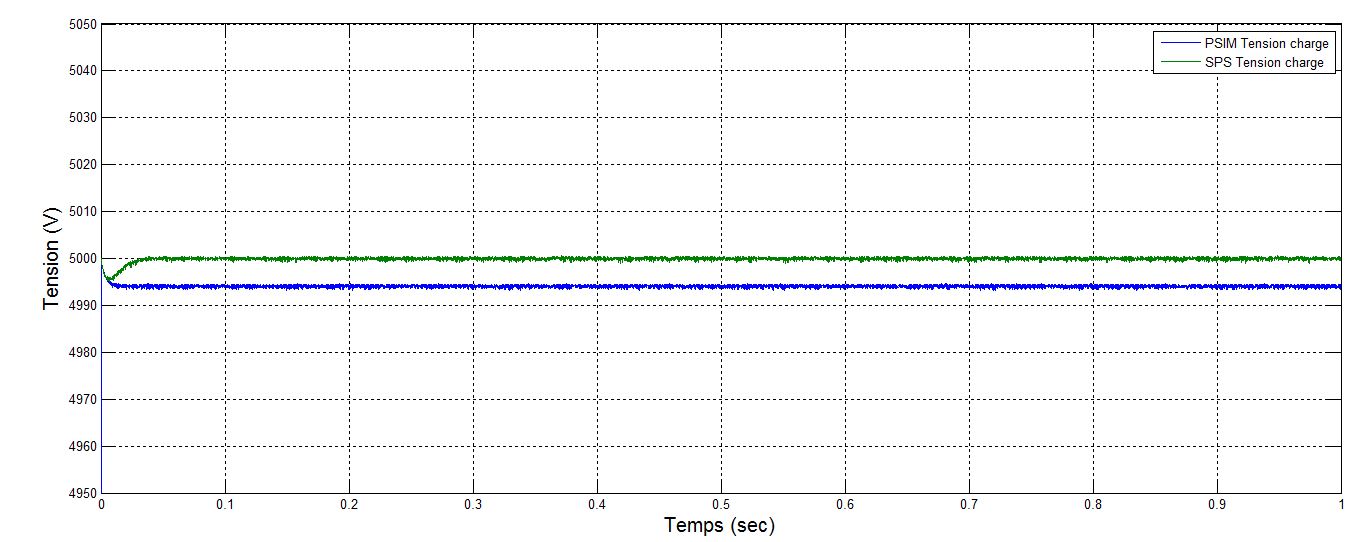 PSIM Tension charge
SPS Tension charge
5050
5040
5030
5020
5010
5000
4990
4980
4970
4960
4950
Tension (V)
0 0.1 0.2 0.3 0.4 0.5 0.6 0.7 0.8 0.9 1
Temps (sec)